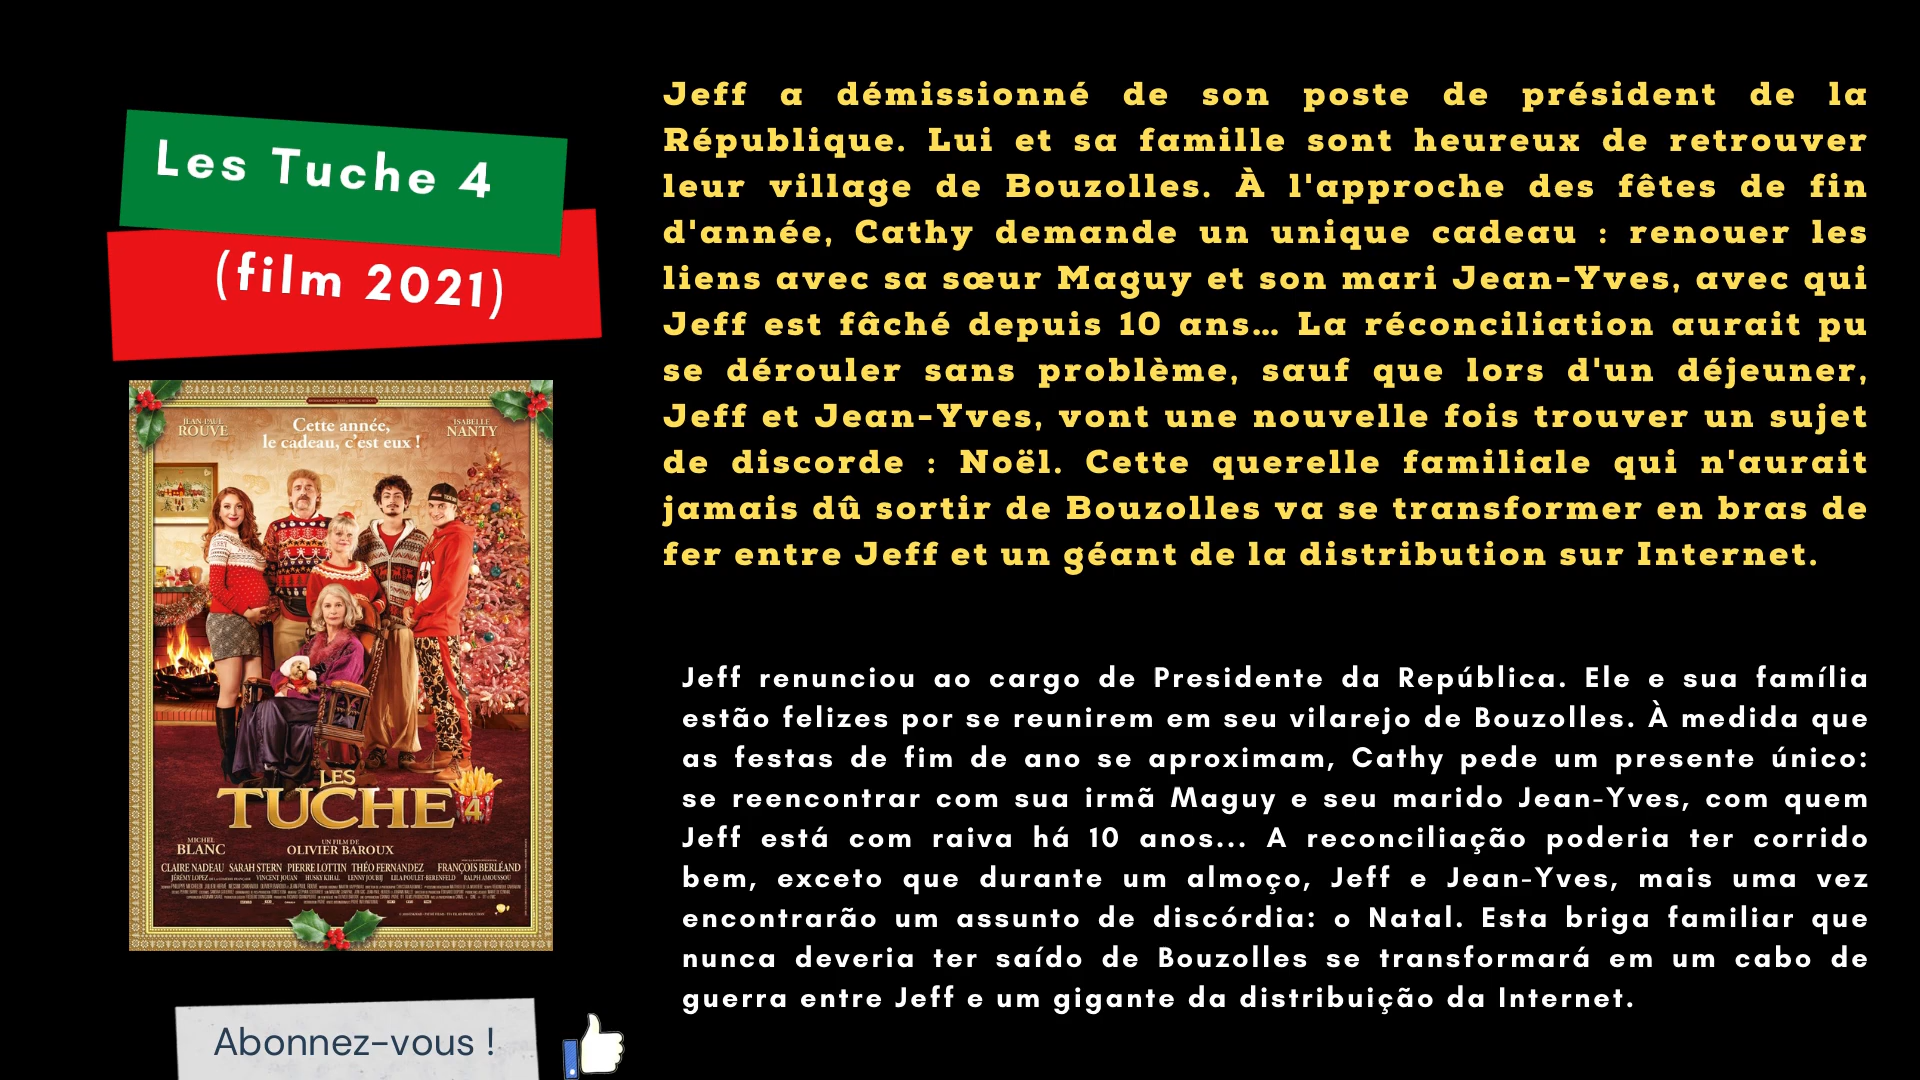 Les Tuche 4
(film 2021)
Jeff a démissionné de son poste de président de la
République. Lui et sa famille sont heureux de retrouver
leur village de Bouzolles. À l'approche des fêtes de fin
d'année, Cathy demande un unique cadeau : renouer les
liens avec sa sœur Maguy et son mari Jean-Yves, avec qui
Jeff est fâché depuis 10 ans... La réconciliation aurait pu
se dérouler sans problème, sauf que lors d'un déjeuner,
Jeff et Jean-Yves, vont une nouvelle fois trouver un sujet
de discorde : Noël. Cette querelle familiale qui n'aurait
jamais dû sortir de Bouzolles va se transformer en bras de
fer entre Jeff et un géant de la distribution sur Internet.
Jeff renunciou ao cargo de Presidente da República. Ele e sua família
estão felizes por se reunirem em seu vilarejo de Bouzolles. À medida que
as festas de fim de ano se aproximam, Cathy pede um presente único:
se reencontrar com sua irmã Maguy e seu marido Jean-Yves, com quem
Jeff está com raiva há 10 anos... A reconciliação poderia ter corrido
bem, exceto que durante um almoço, Jeff e Jean-Yves, mais uma vez
encontrarão um assunto de discórdia: o Natal. Esta briga familiar que
nunca deveria ter saído de Bouzolles se transformará em um cabo de
guerra entre Jeff e um gigante da distribuição da Internet.
JEAN-PAUL
ROUVE
Cette année,
le cadeau, c'est eux !
ISABELLE
NANTY
LES
TUCHE 4
MICHEL
BLANC
UN FILM DE
OLIVIER BAROUX
CLAIRE NADEAU SARAH STERN PIERRE LOTTIN THÉO FERNANDEZ FRANÇOIS BERLÉAND
Abonnez-vous !